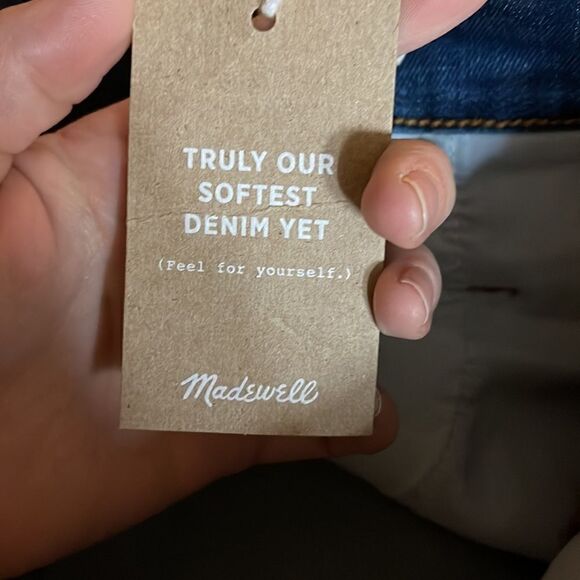 TRULY OUR
SOFTEST
DENIM YET
(Feel for yourself.)
Madewell